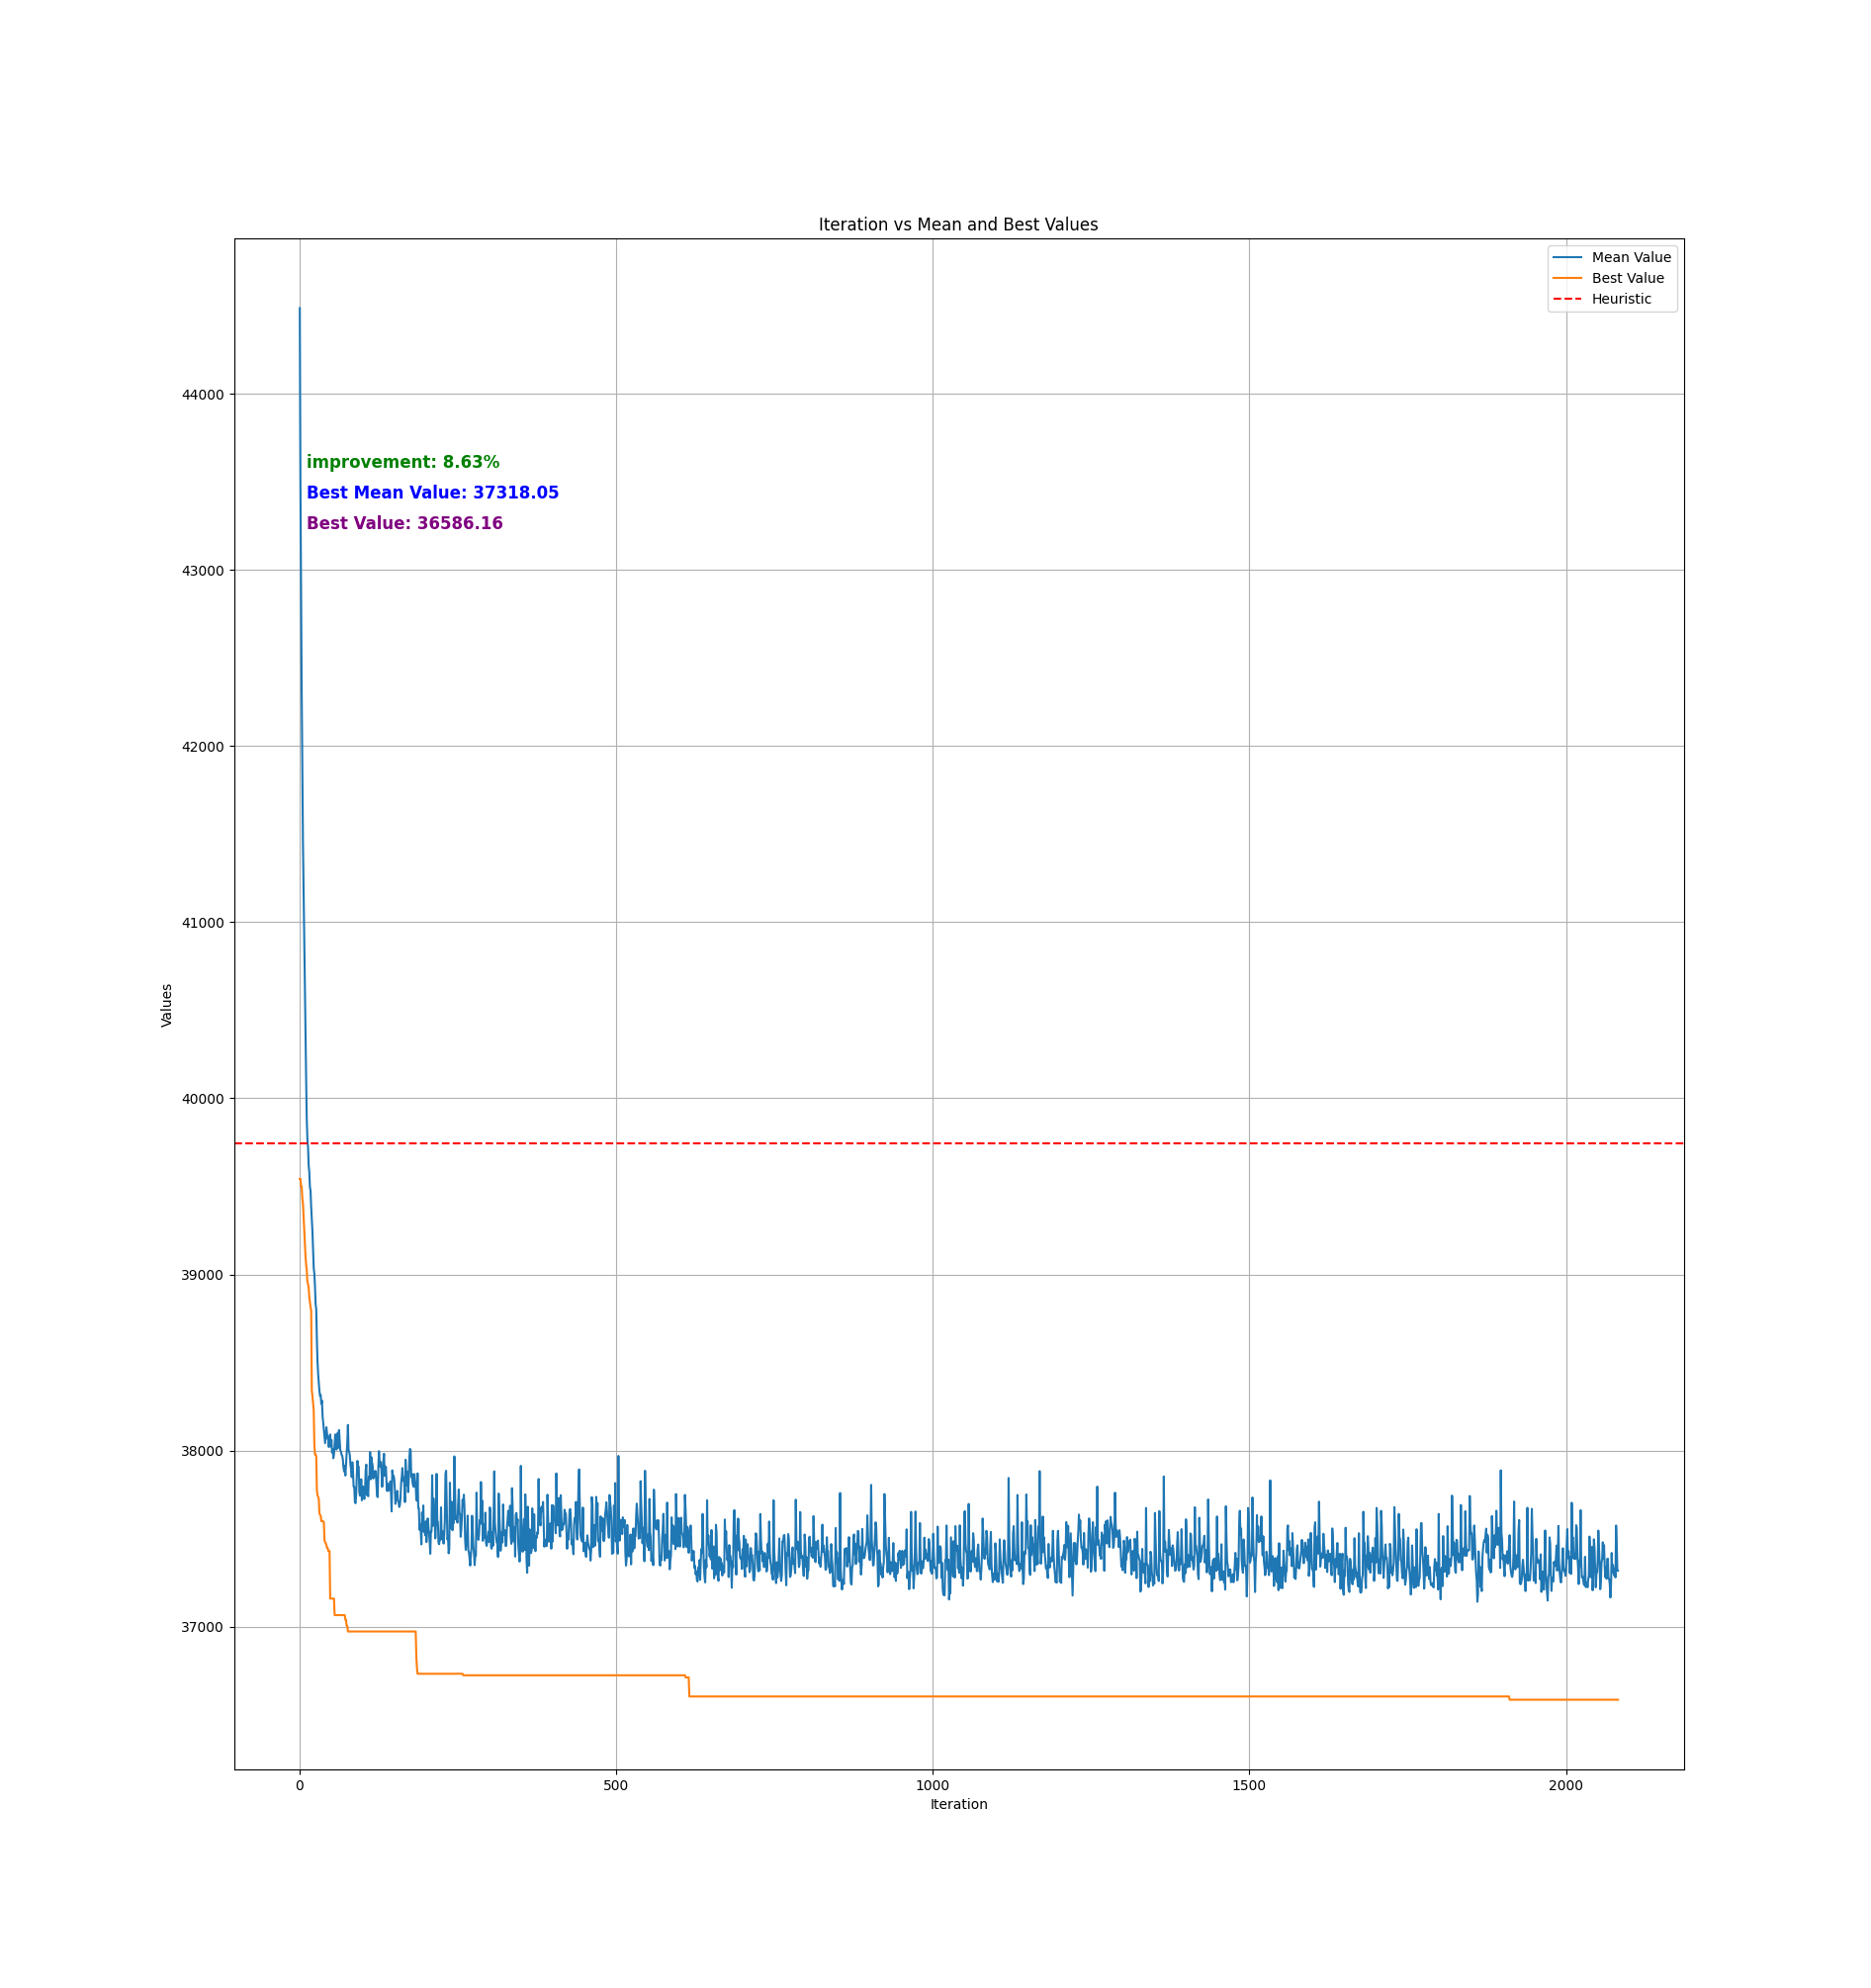 Iteration vs Mean and Best Values
Mean Value
Best Value
Heuristic
improvement: 8.63%
Best Mean Value: 37318.05
Best Value: 36586.16
Values
44000
43000
42000
41000
40000
39000
38000
37000
0
500
1000
1500
2000
Iteration